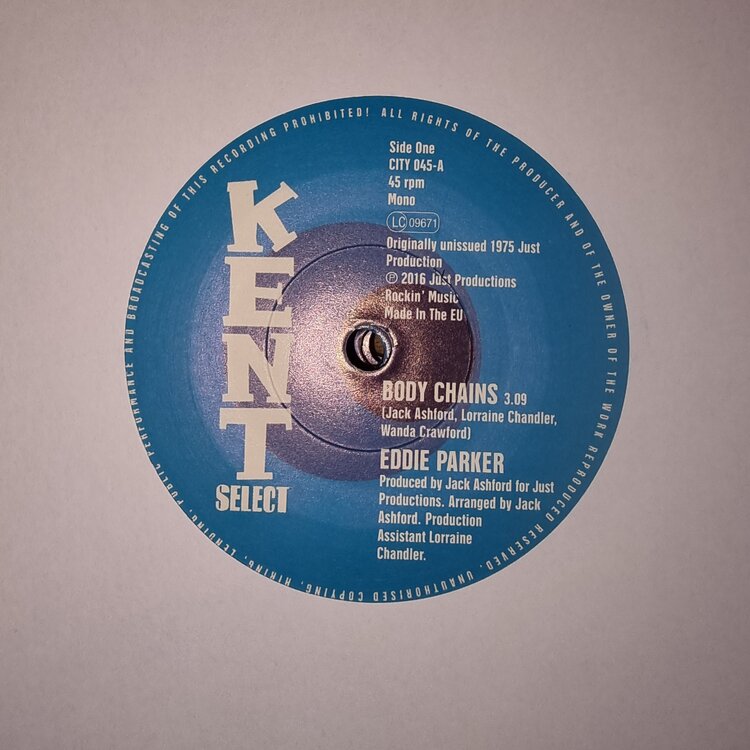 PUBLIC PERFORMANCE AND BROADCASTING OF THIS RECORDING PROHIBITED! ALL RIGHTS OF THE PRODUCER AND OF THE OWNER OF THE WORK REPRODUCED RESERVED. UNAUTHORISED COPYING, HIRING, LENDING,
KENT
SELECT
Side One
CITY 045-A
45 rpm
Mono
LC 09671
Originally unissued 1975 Just
Production
℗ 2016 Just Productions
Rockin' Music
Made In The EU
BODY CHAINS 3.09
(Jack Ashford, Lorraine Chandler,
Wanda Crawford)
EDDIE PARKER
Produced by Jack Ashford for Just
Productions. Arranged by Jack
Ashford. Production
Assistant Lorraine
Chandler.